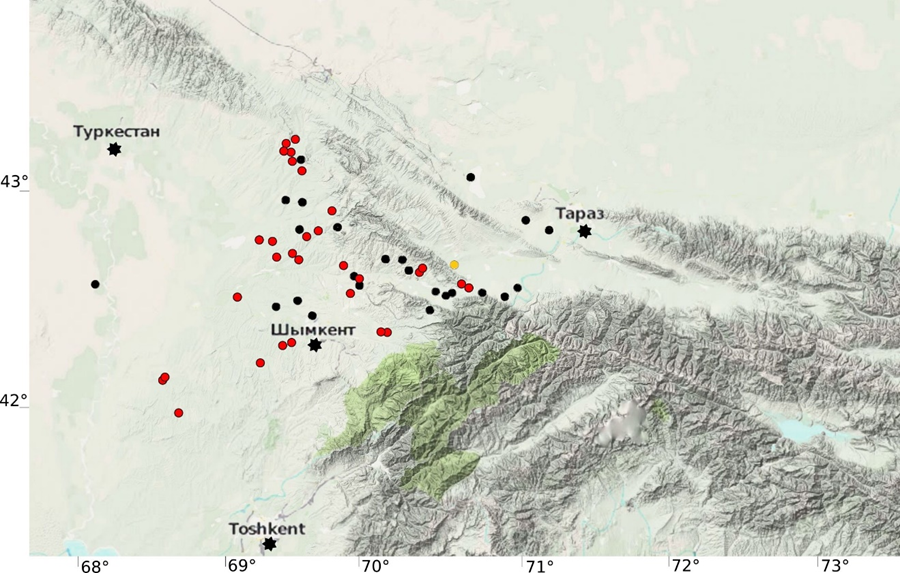 Туркестан
43°
Тараз
Шымкент
42°
Toshkent
68°
69°
70°
71°
72°
73°